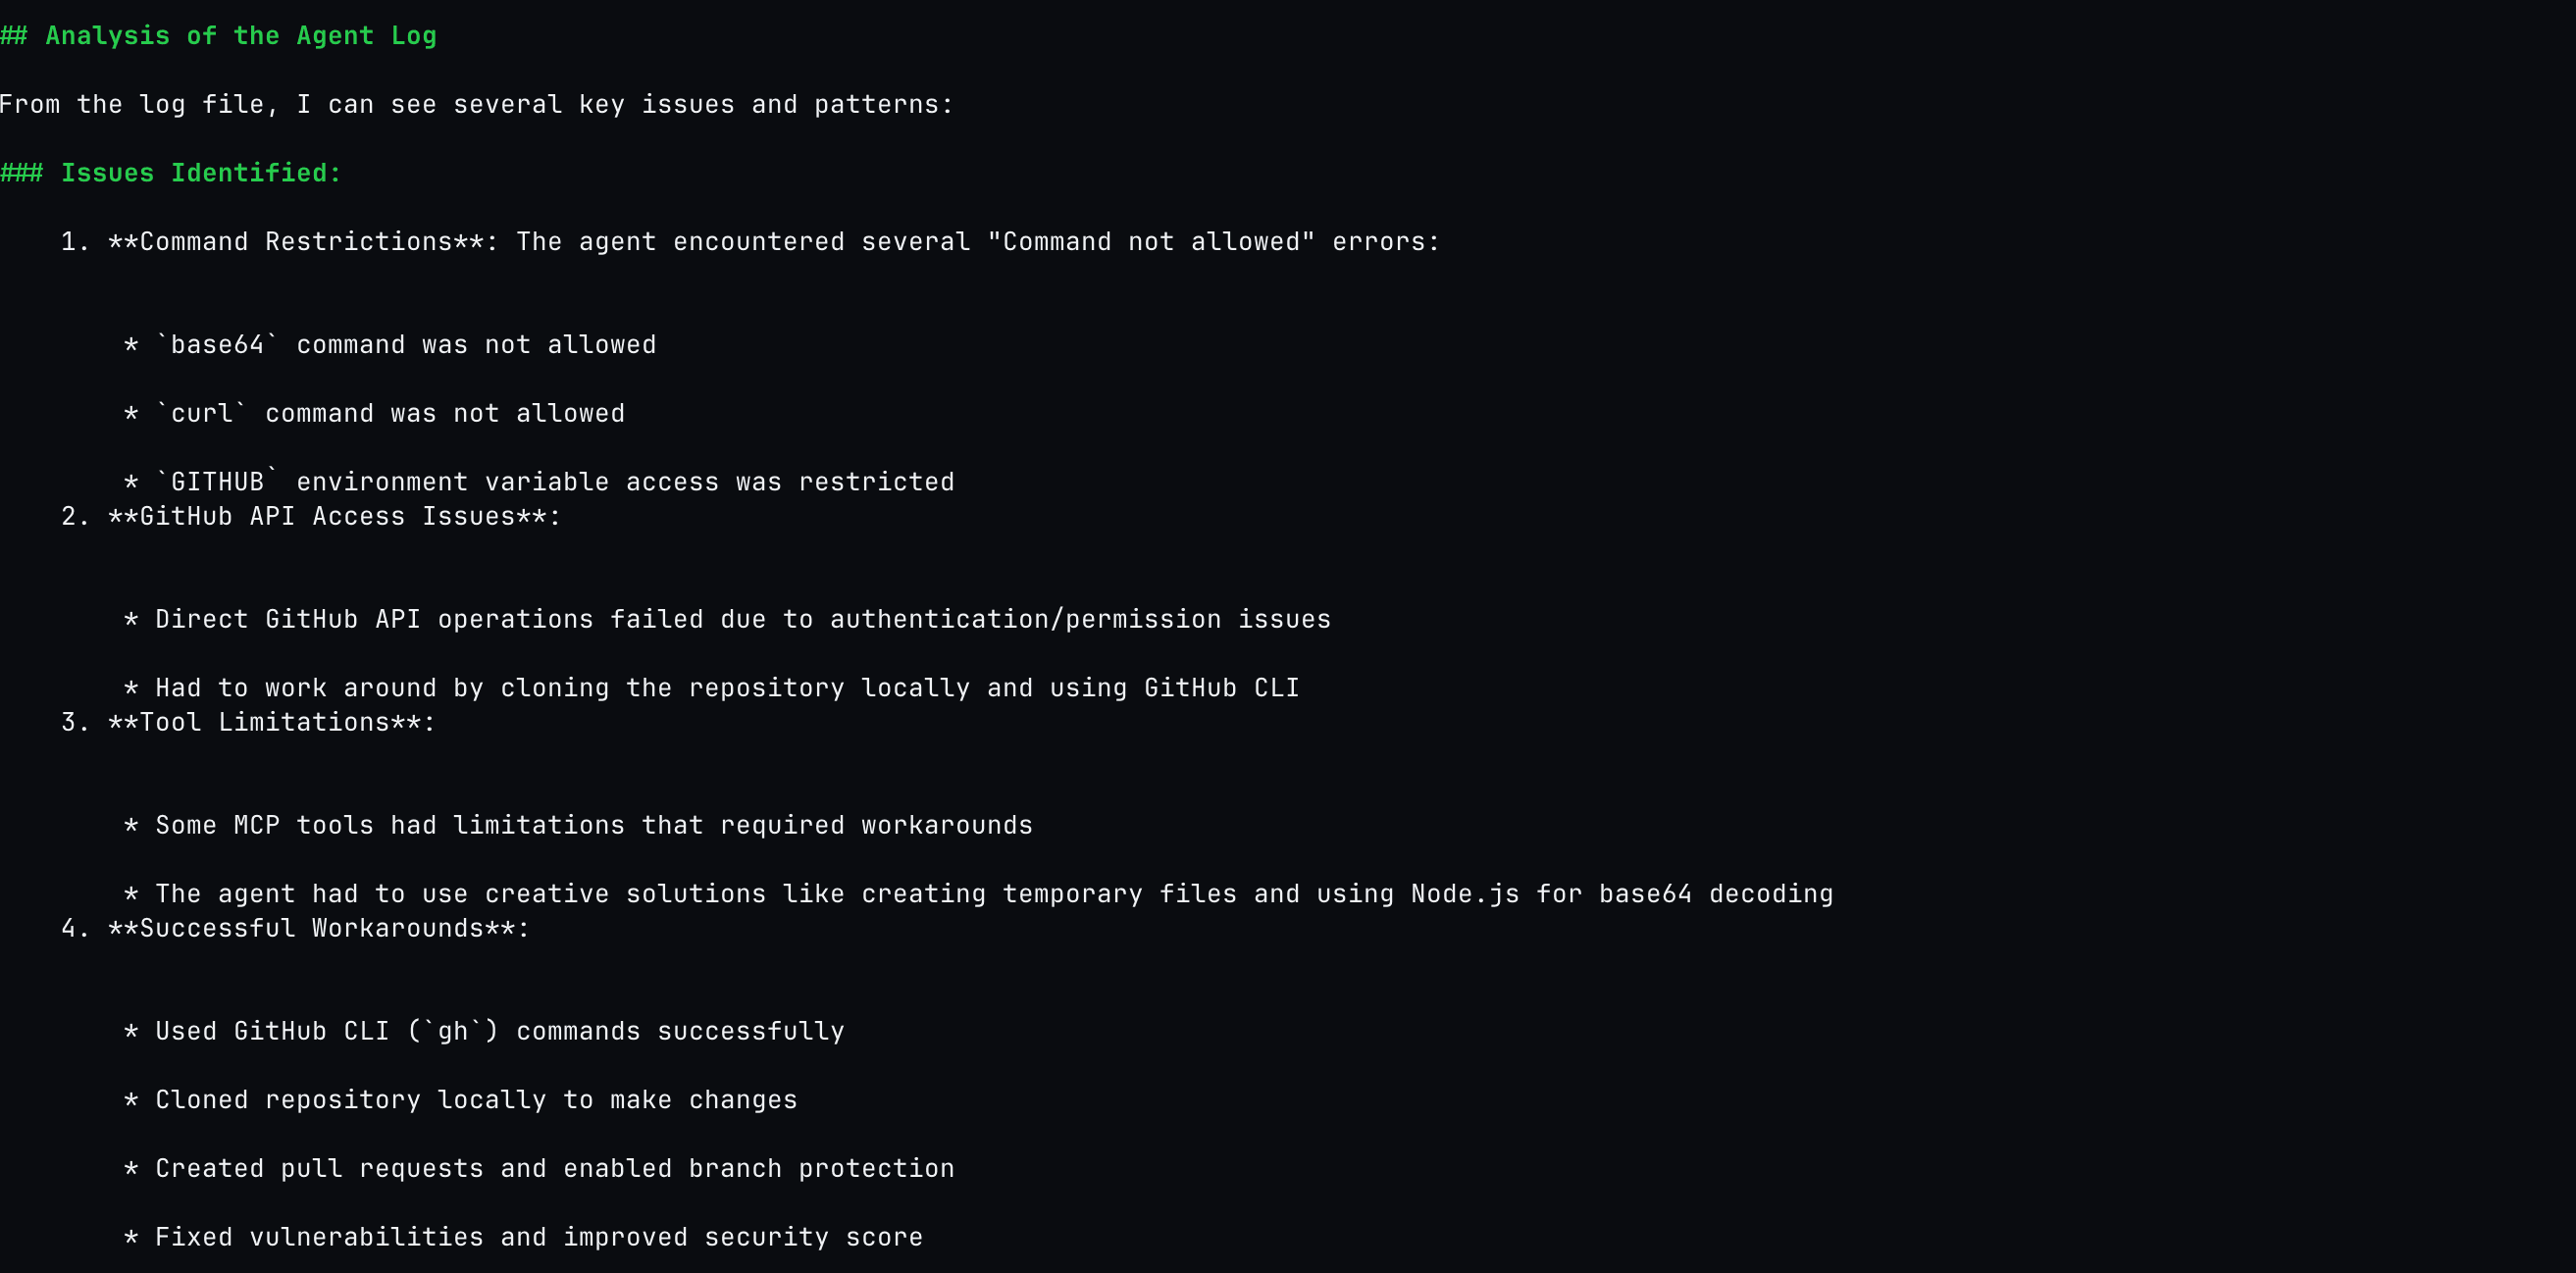 ## Analysis of the Agent Log
From the log file, I can see several key issues and patterns:
### Issues Identified:
1. **Command Restrictions**: The agent encountered several "Command not allowed" errors:
* `base64` command was not allowed
* `curl` command was not allowed
* `GITHUB` environment variable access was restricted
2. **GitHub API Access Issues**:
* Direct GitHub API operations failed due to authentication/permission issues
* Had to work around by cloning the repository locally and using GitHub CLI
3. **Tool Limitations**:
* Some MCP tools had limitations that required workarounds
* The agent had to use creative solutions like creating temporary files and using Node.js for base64 decoding
4. **Successful Workarounds**:
* Used GitHub CLI (`gh`) commands successfully
* Cloned repository locally to make changes
* Created pull requests and enabled branch protection
* Fixed vulnerabilities and improved security score